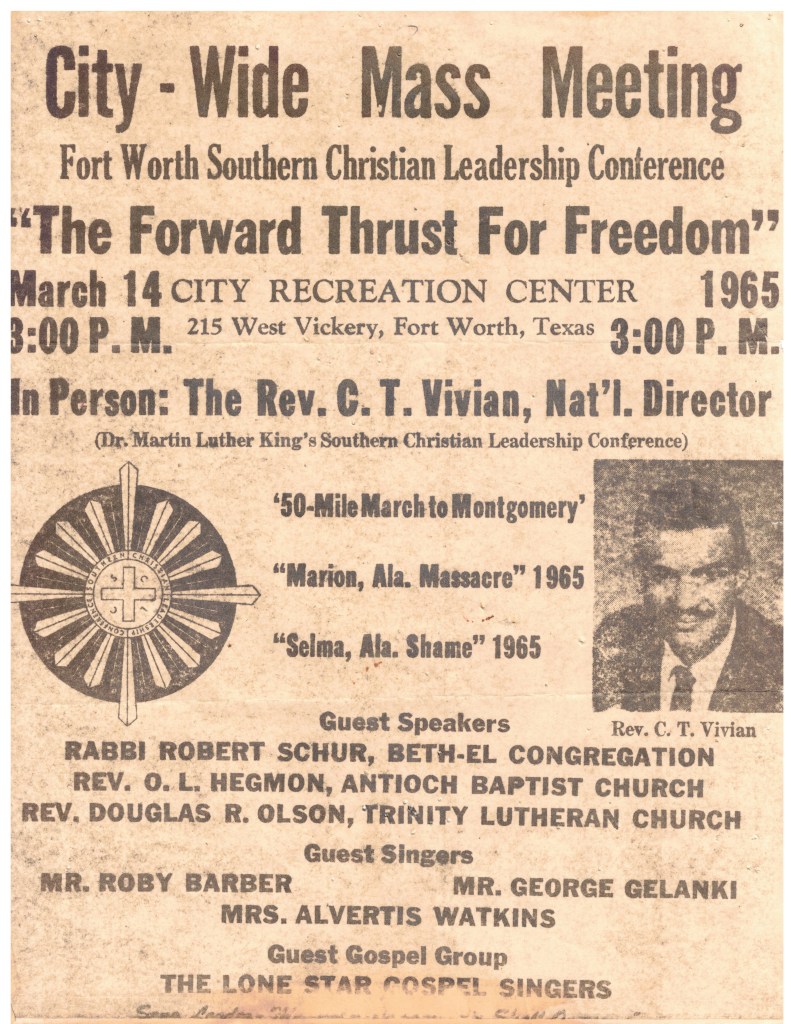 City - Wide Mass Meeting
Fort Worth Southern Christian Leadership Conference
"The Forward Thrust For Freedom"
March 14 CITY RECREATION CENTER 1965
3:00 P. M. 215 West Vickery, Fort Worth, Texas 3:00 P. M.
In Person: The Rev. C. T. Vivian, Nat'l. Director
(Dr. Martin Luther King's Southern Christian Leadership Conference)
'50-Mile March to Montgomery'
"Marion, Ala. Massacre" 1965
"Selma, Ala. Shame" 1965
SOUTHERN CHRISTIAN LEADERSHIP CONFERENCE
Rev. C. T. Vivian
Guest Speakers
RABBI ROBERT SCHUR, BETH-EL CONGREGATION
REV. O. L. HEGMON, ANTIOCH BAPTIST CHURCH
REV. DOUGLAS R. OLSON, TRINITY LUTHERAN CHURCH
Guest Singers
MR. ROBY BARBER MR. GEORGE GELANKI
MRS. ALVERTIS WATKINS
Guest Gospel Group
THE LONE STAR GOSPEL SINGERS